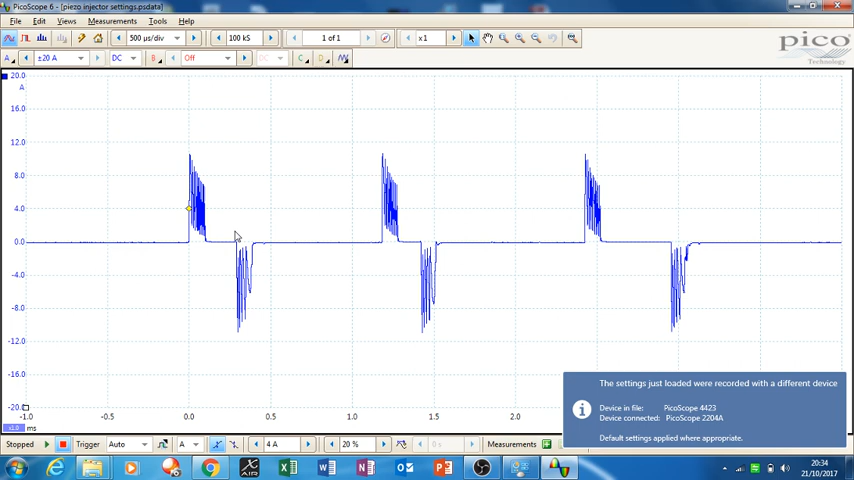 PicoScope 6 - [piezo injector settings.psdata]
File Edit Views Measurements Tools Help
500 µs/div 100 kS 1 of 1 x1
pico
Technology
A ±20 A DC B Off DC C D
20.0
A
16.0
12.0
8.0
4.0
0.0
-4.0
-8.0
-12.0
-16.0
-20.0
-1.0 -0.5 0.0 0.5 1.0 1.5 2.0
x1.0 ms
The settings just loaded were recorded with a different device
Device in file: PicoScope 4423
Device connected: PicoScope 2204A
Default settings applied where appropriate.
Stopped Trigger Auto A 4 A 20 % 0 s Measurements
20:34
21/10/2017